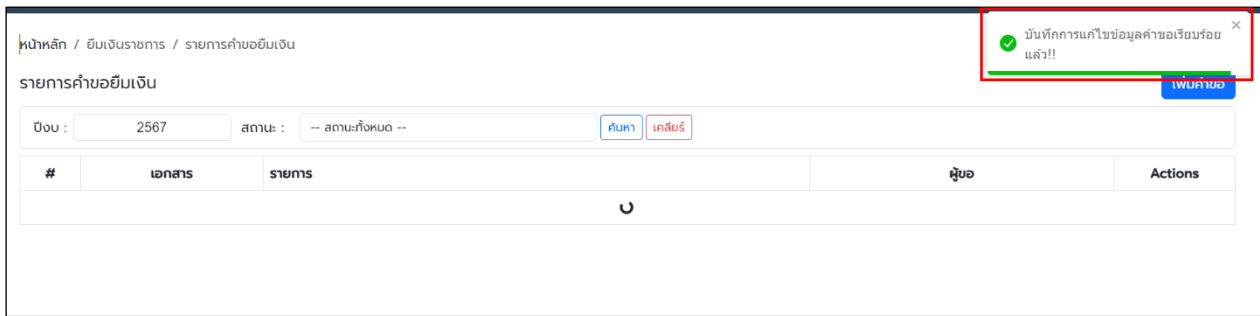 หน้าหลัก / ยืมเงินราชการ / รายการคำขอยืมเงิน
บันทึกการแก้ไขข้อมูลคำขอเรียบร้อย
แล้ว!!
รายการคำขอยืมเงิน
เพิ่มคำขอ
ปีงบ : 2567 สถานะ : -- สถานะทั้งหมด -- ค้นหา เคลียร์
# เอกสาร รายการ ผู้ขอ Actions